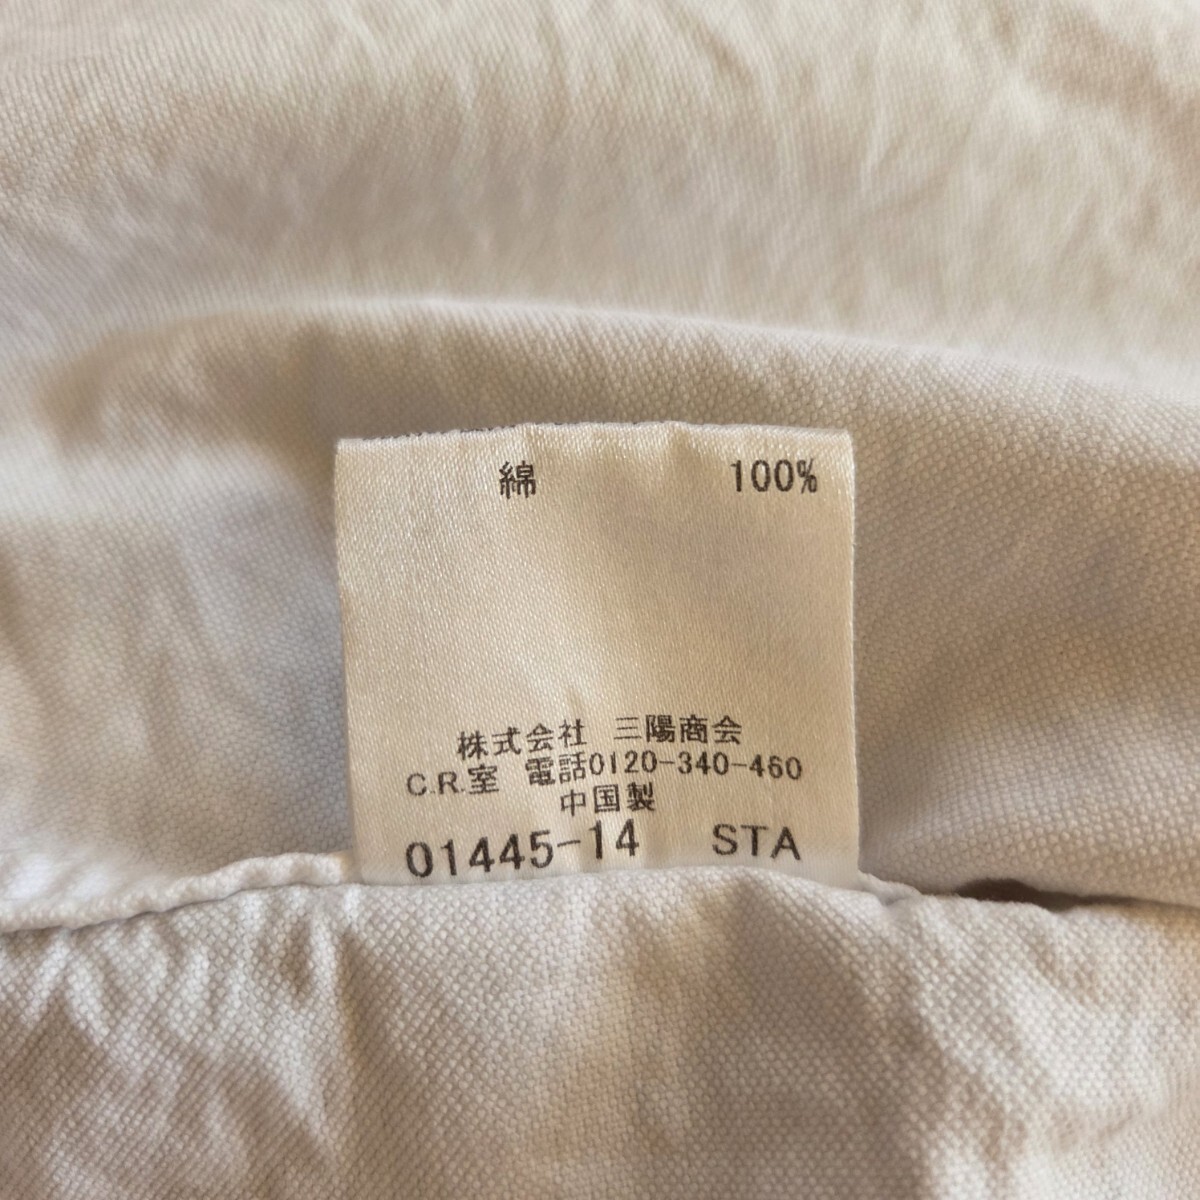 綿 100%
株式会社 三陽商会
C.R.室 電話0120-340-460
中国製
01445-14 STA